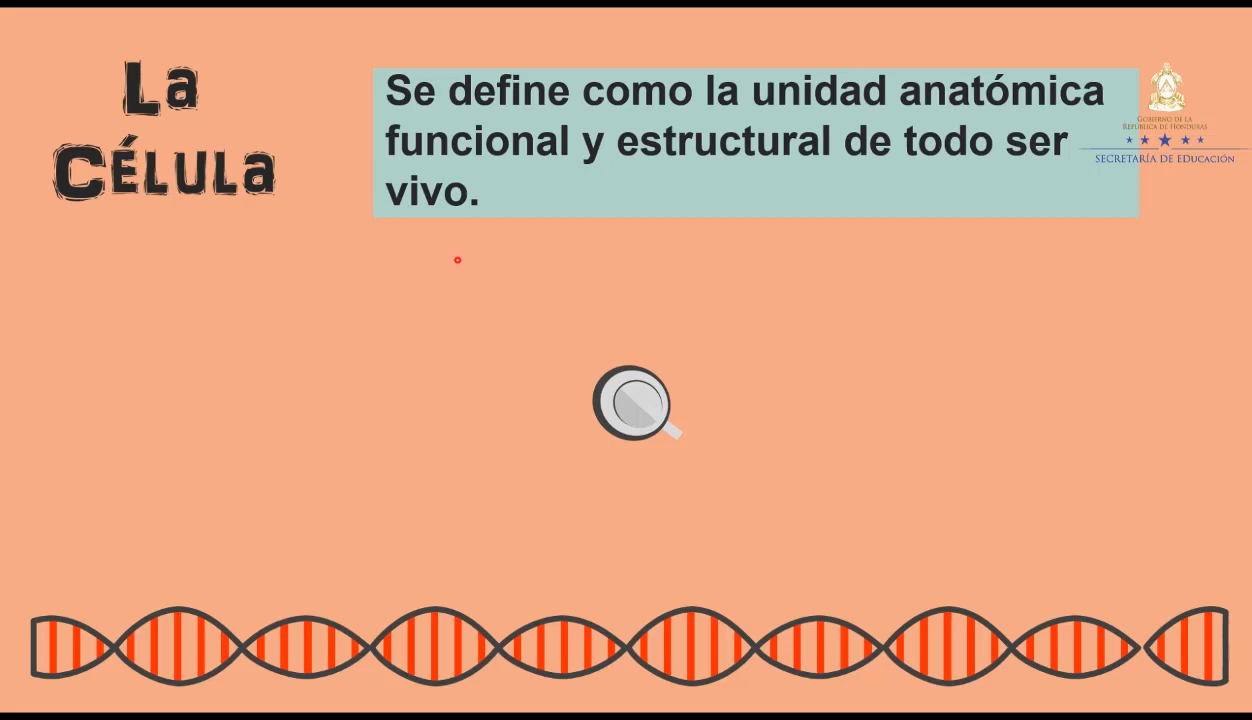 La
CÉLULa
Se define como la unidad anatómica
funcional y estructural de todo ser
vivo.
GOBIERNO DE LA
REPÚBLICA DE HONDURAS
SECRETARÍA DE EDUCACIÓN